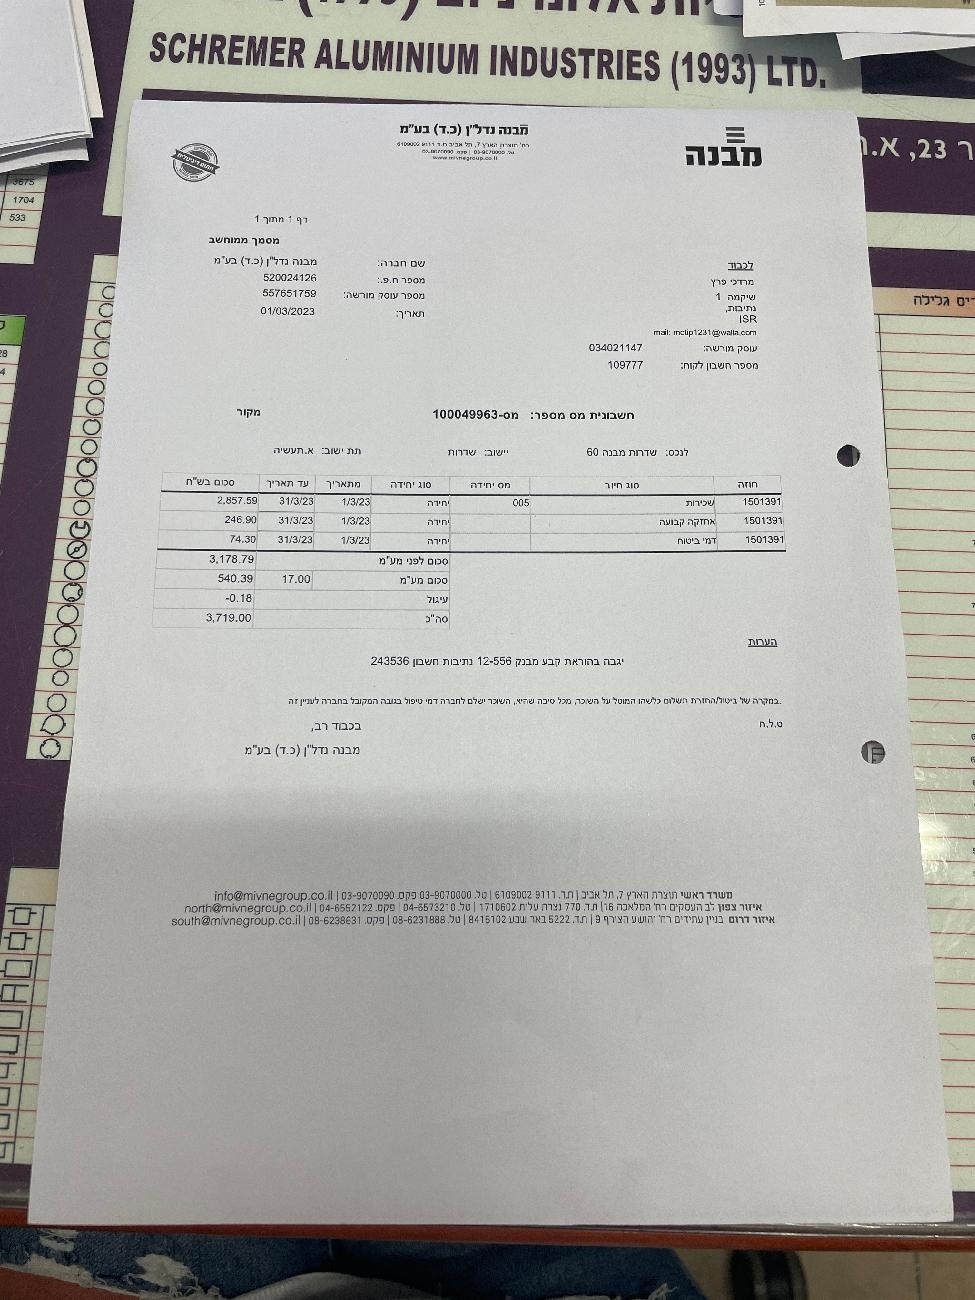 SCHREMER ALUMINIUM INDUSTRIES (1993) LTD.
מבנה נדל"ן (כ.ד) בע"מ
רח' תוצרת הארץ 7, תל אביב ת.ד 9111 6109002
טל. 03-9070000 | פקס. 03-9070090
www.mivnegroup.co.il
מבנה
דף 1 מתוך 1
מסמך ממוחשב
שם חברה: מבנה נדל"ן (כ.ד) בע"מ
מספר ח.פ.: 520024126
מספר עוסק מורשה: 557651759
תאריך: 01/03/2023
לכבוד
מרדכי פרץ
שיקמה 1
נתיבות,
ISR
mail: mctip1231@walla.com
עוסק מורשה: 034021147
מספר חשבון לקוח: 109777
חשבונית מס מספר: מס-100049963 מקור
לנכס: שדרות מבנה 60 יישוב: שדרות תת ישוב: א.תעשיה
חוזה סוג חיוב מס יחידה סוג יחידה מתאריך עד תאריך סכום בש"ח
1501391 שכירות 005 יחידה 1/3/23 31/3/23 2,857.59
1501391 אחזקה קבועה יחידה 1/3/23 31/3/23 246.90
1501391 דמי ביטוח יחידה 1/3/23 31/3/23 74.30
סכום לפני מע"מ 3,178.79
סכום מע"מ 17.00 540.39
עיגול -0.18
סה"כ 3,719.00
הערות
יגבה בהוראת קבע מבנק 12-556 נתיבות חשבון 243536
במקרה של ביטול/החזרת תשלום כלשהו המוטל על השוכר, מכל סיבה שהיא, השוכר ישלם לחברה דמי טיפול בגובה המקובל בחברה לעניין זה.
ט.ל.ח
בכבוד רב,
מבנה נדל"ן (כ.ד) בע"מ
משרד ראשי תוצרת הארץ 7, תל אביב | ת.ד. 9111 6109002 | טל. 03-9070000 פקס. 03-9070090 | info@mivnegroup.co.il
איזור צפון לב העסקים רח' המלאכה 16 | ת.ד. 770 נצרת עלית 1710602 | טל. 04-6573210 | פקס. 04-6552122 | north@mivnegroup.co.il
איזור דרום בניין עתידים רח' יהושע הצורף 9 | ת.ד. 5222 באר שבע 8415102 | טל. 08-6231888 | פקס. 08-6238631 | south@mivnegroup.co.il
3675
1704
533